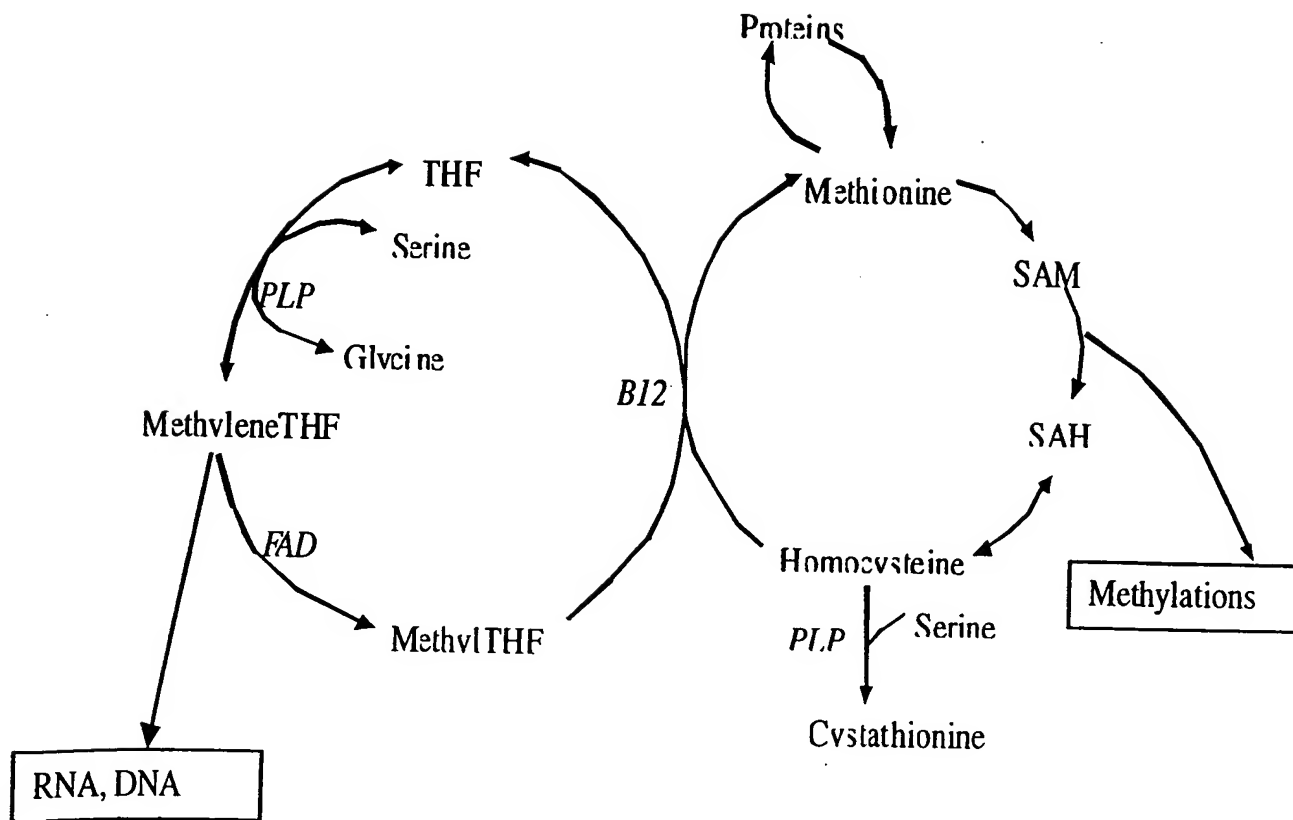 Proteins
THF
Methionine
Serine
SAM
PLP
Glycine
B12
MethyleneTHF
SAH
FAD
Homocysteine
Methylations
MethylTHF
PLP
Serine
Cystathionine
RNA, DNA